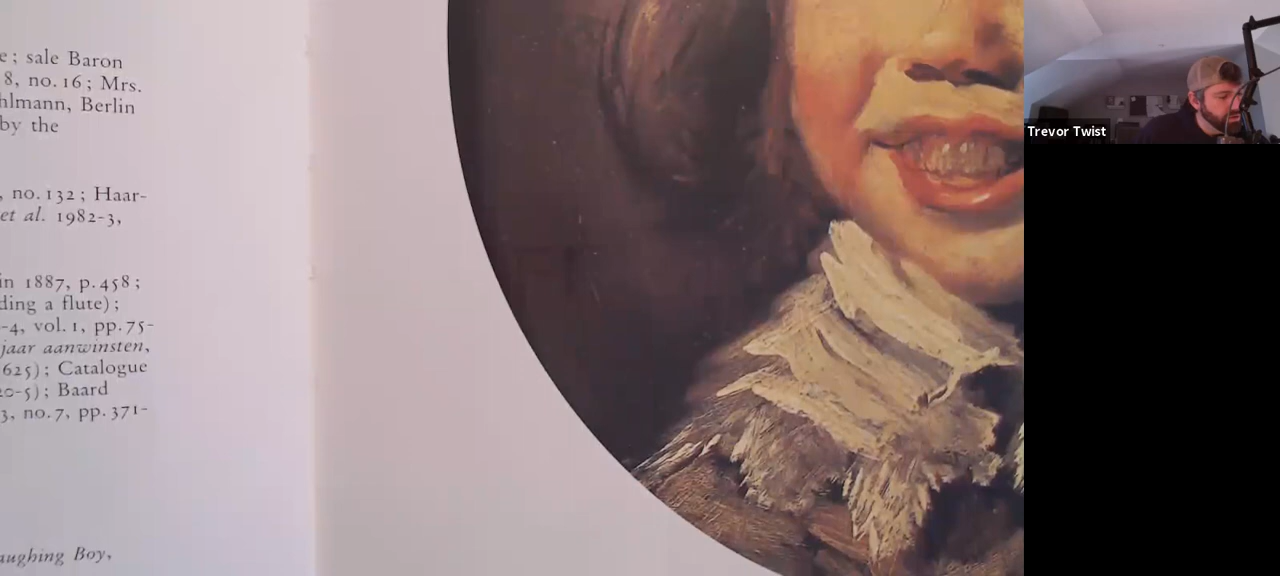 e; sale Baron
8, no. 16; Mrs.
hlmann, Berlin
by the
, no. 132; Haar-
et al. 1982-3,
in 1887, p. 458;
ding a flute);
-4, vol. 1, pp. 75-
jaar aanwinsten,
625); Catalogue
20-5); Baard
3, no. 7, pp. 371-
aughing Boy,
Trevor Twist